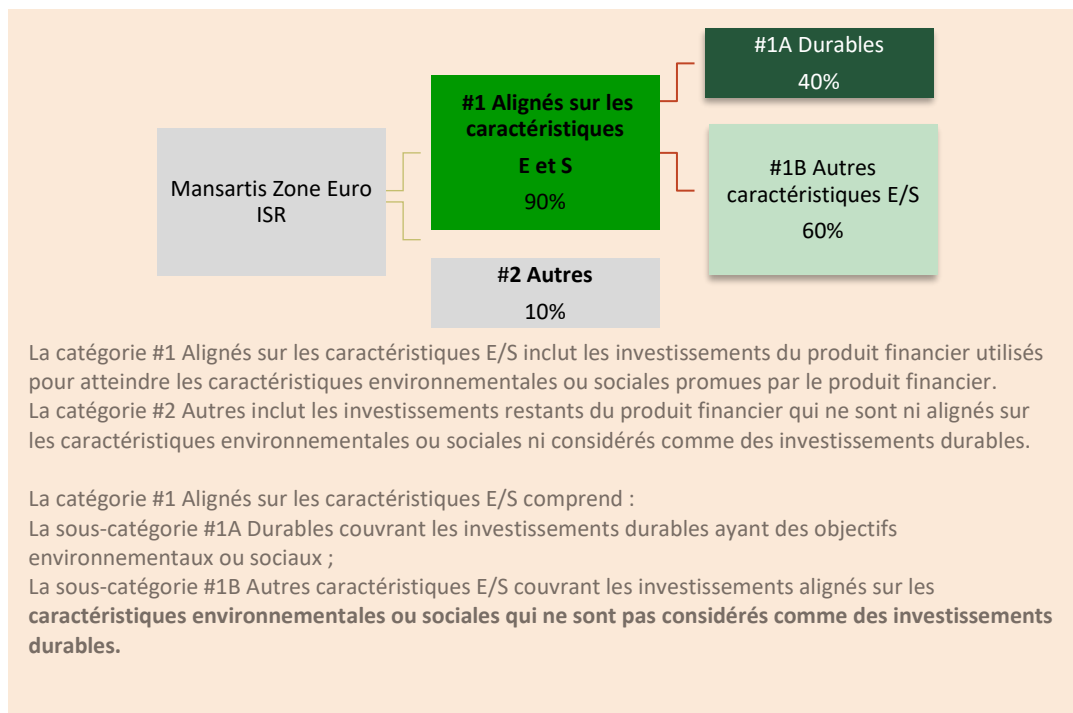 #1A Durables
40%
#1 Alignés sur les
caractéristiques
E et S
90%
Mansartis Zone Euro
ISR
#1B Autres
caractéristiques E/S
60%
#2 Autres
10%
La catégorie #1 Alignés sur les caractéristiques E/S inclut les investissements du produit financier utilisés
pour atteindre les caractéristiques environnementales ou sociales promues par le produit financier.
La catégorie #2 Autres inclut les investissements restants du produit financier qui ne sont ni alignés sur
les caractéristiques environnementales ou sociales ni considérés comme des investissements durables.
La catégorie #1 Alignés sur les caractéristiques E/S comprend :
La sous-catégorie #1A Durables couvrant les investissements durables ayant des objectifs
environnementaux ou sociaux ;
La sous-catégorie #1B Autres caractéristiques E/S couvrant les investissements alignés sur les
caractéristiques environnementales ou sociales qui ne sont pas considérés comme des investissements
durables.